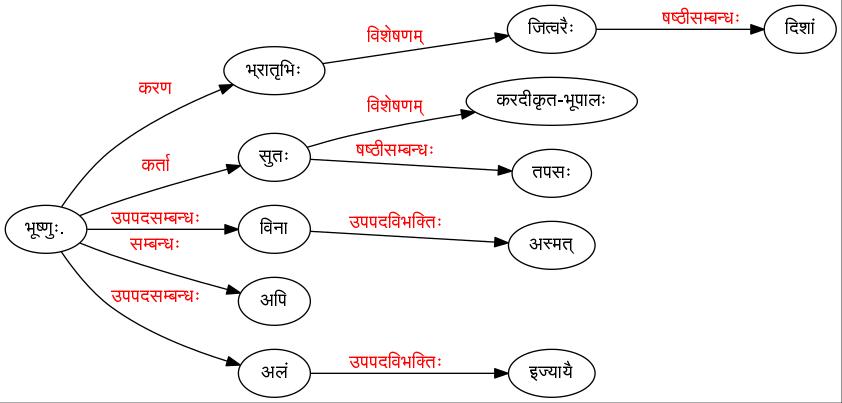 विशेषणम्
जित्वरैः
षष्ठीसम्बन्धः
दिशां
करण
भ्रातृभिः
विशेषणम्
करदीकृत-भूपालः
कर्ता
सुतः
षष्ठीसम्बन्धः
तपसः
भूष्णुः.
उपपदसम्बन्धः
विना
उपपदविभक्तिः
अस्मत्
सम्बन्धः
अपि
उपपदसम्बन्धः
अलं
उपपदविभक्तिः
इज्यायै